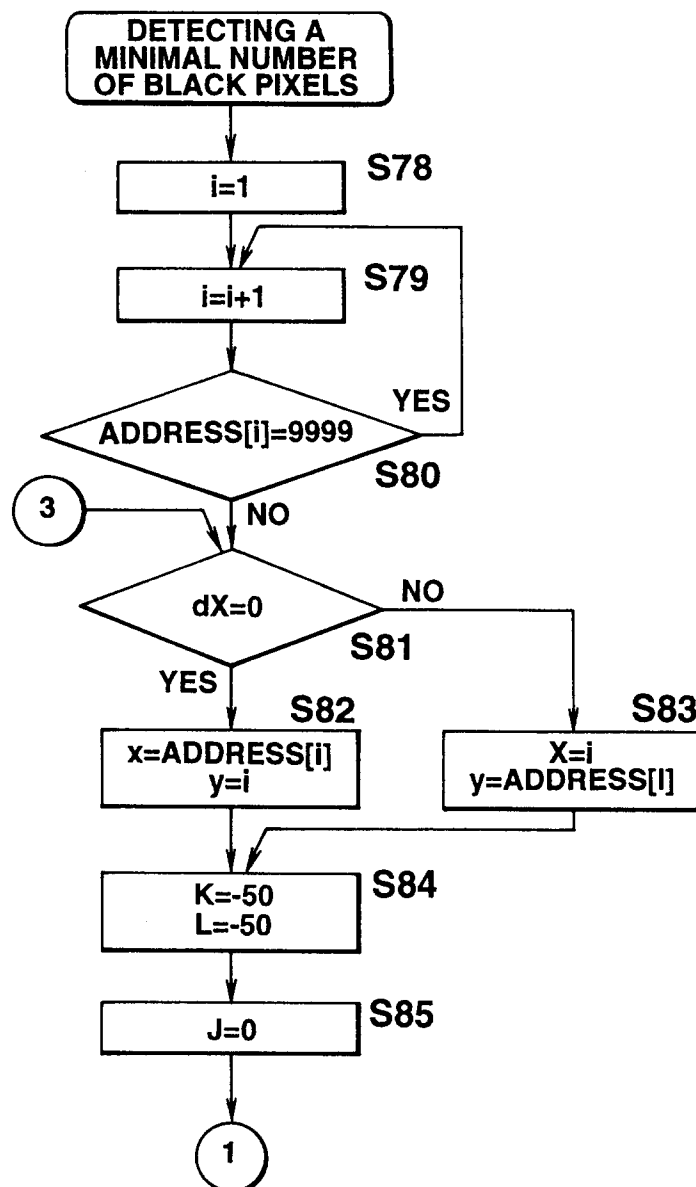 DETECTING A
MINIMAL NUMBER
OF BLACK PIXELS
S78
i=1
S79
i=i+1
YES
ADDRESS[i]=9999
S80
3
NO
dX=0
NO
S81
YES
S82
x=ADDRESS[i]
y=i
S83
X=i
y=ADDRESS[I]
S84
K=-50
L=-50
S85
J=0
1